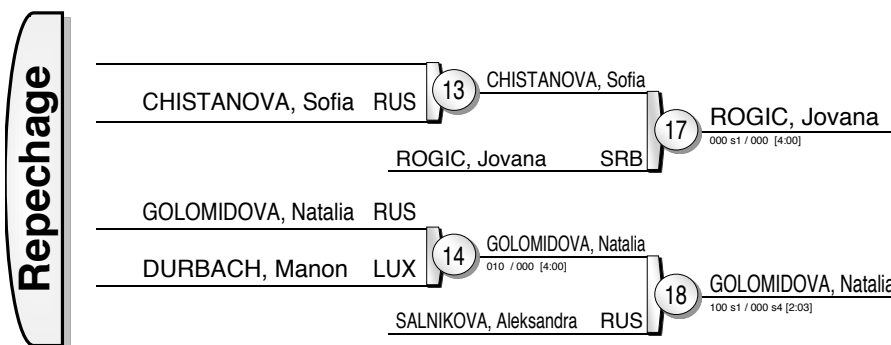 Repechage
CHISTANOVA, Sofia RUS
13
CHISTANOVA, Sofia
ROGIC, Jovana SRB
17
ROGIC, Jovana
000 s1 / 000 [4:00]
GOLOMIDOVA, Natalia RUS
DURBACH, Manon LUX
14
GOLOMIDOVA, Natalia
010 / 000 [4:00]
SALNIKOVA, Aleksandra RUS
18
GOLOMIDOVA, Natalia
100 s1 / 000 s4 [2:03]